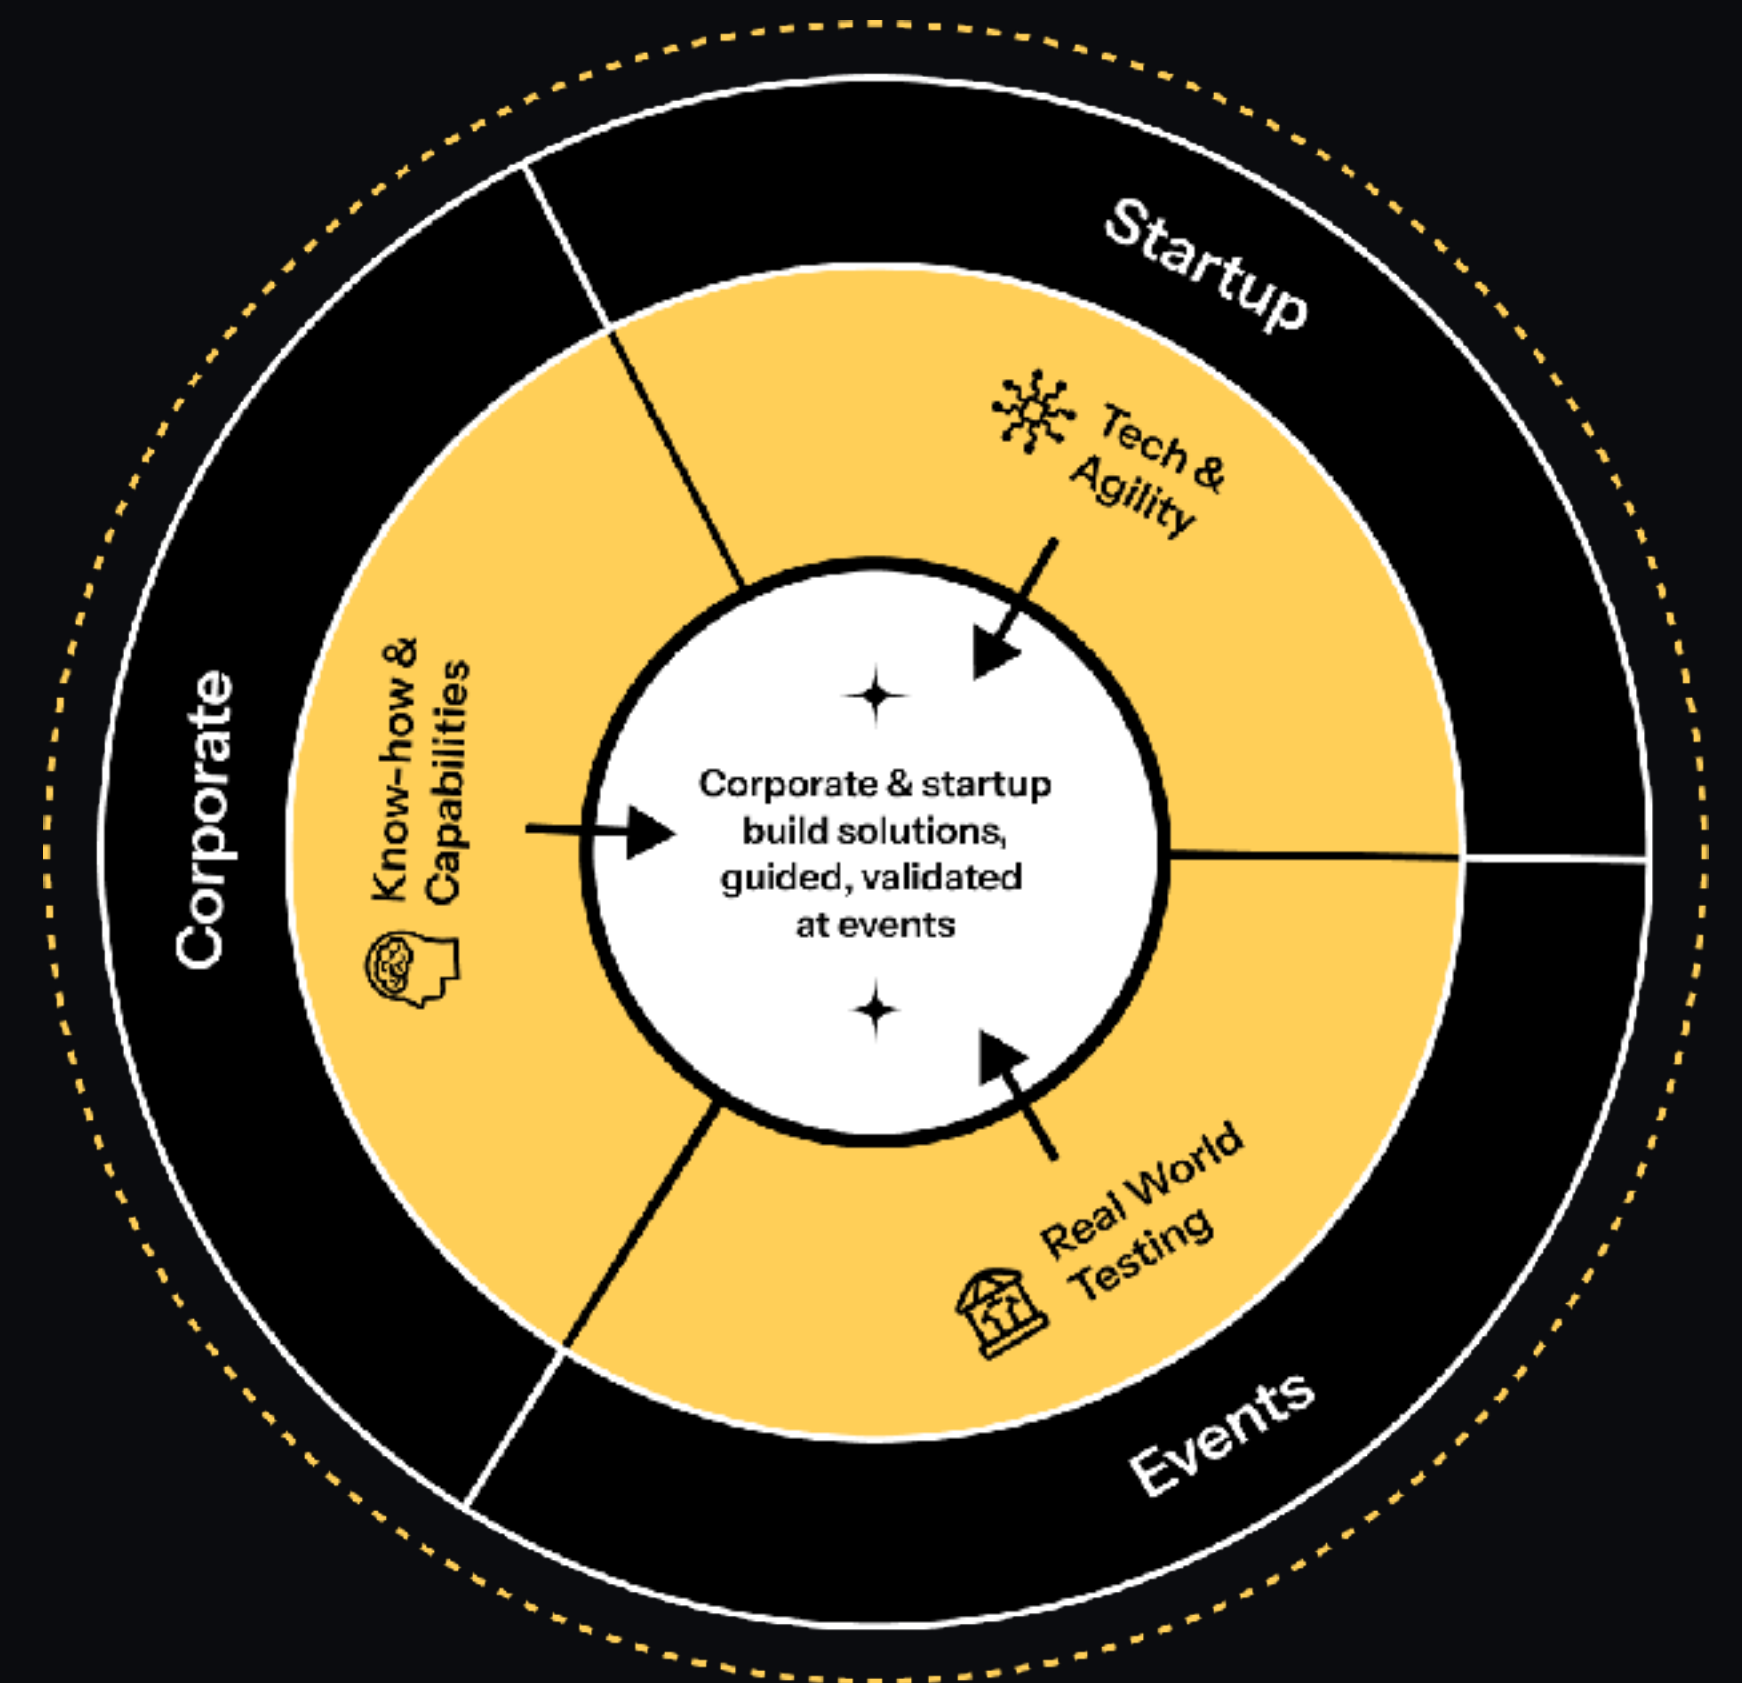 Startup
Tech &
Agility
Corporate
Know-how &
Capabilities
Corporate & startup
build solutions,
guided, validated
at events
Real World
Testing
Events